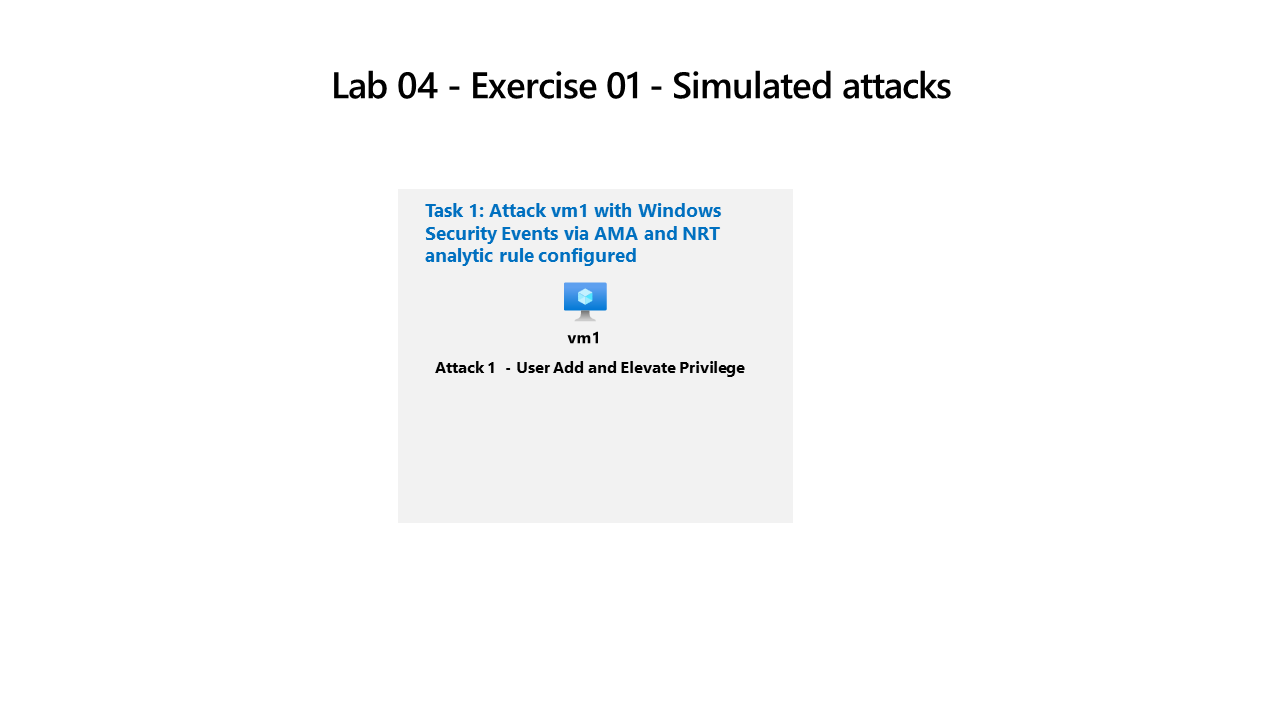 Lab 04 - Exercise 01 - Simulated attacks
Task 1: Attack vm1 with Windows
Security Events via AMA and NRT
analytic rule configured
vm1
Attack 1  - User Add and Elevate Privilege